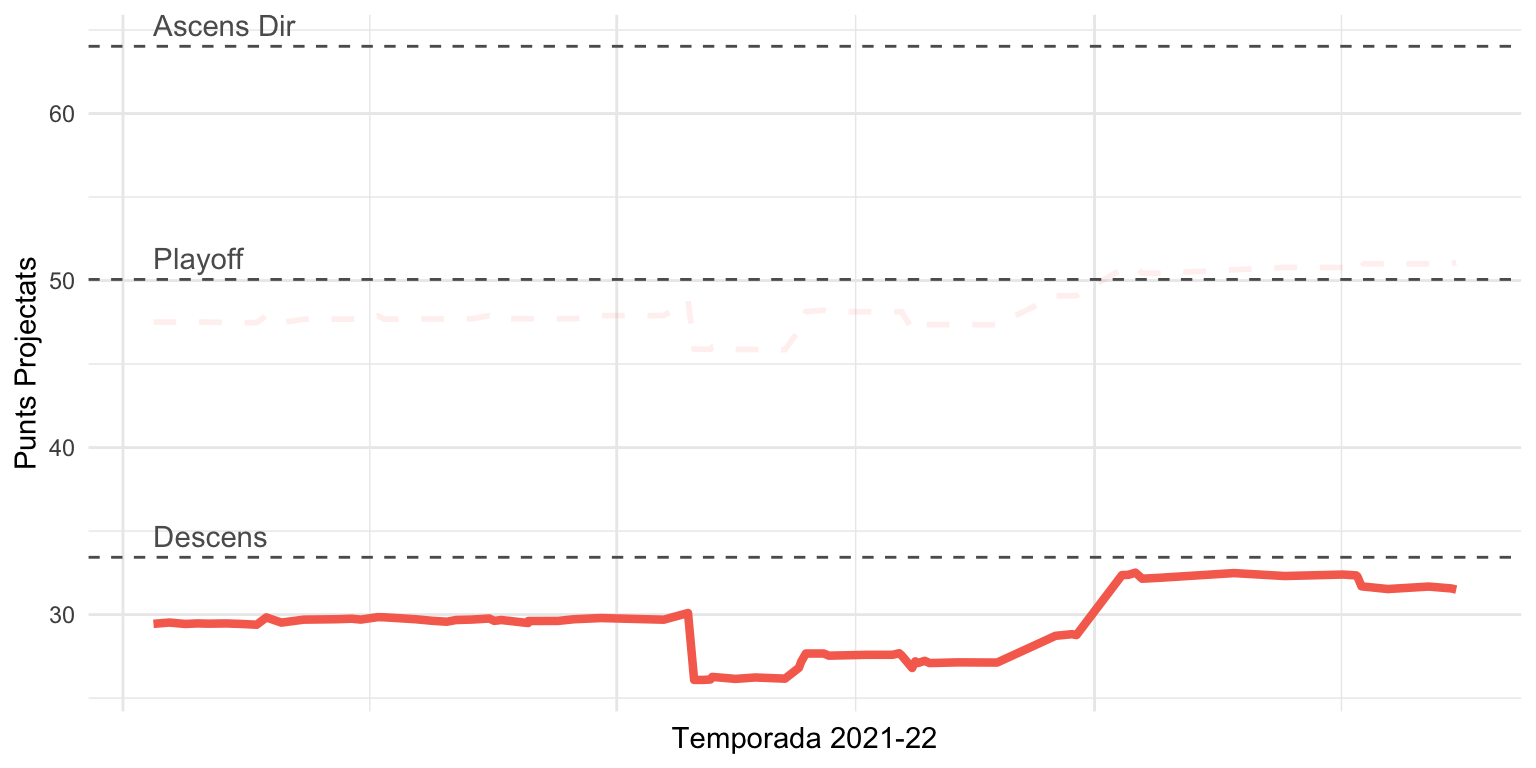 Ascens Dir
60
Playoff
50
Punts Projectats
40
Descens
30
Temporada 2021-22